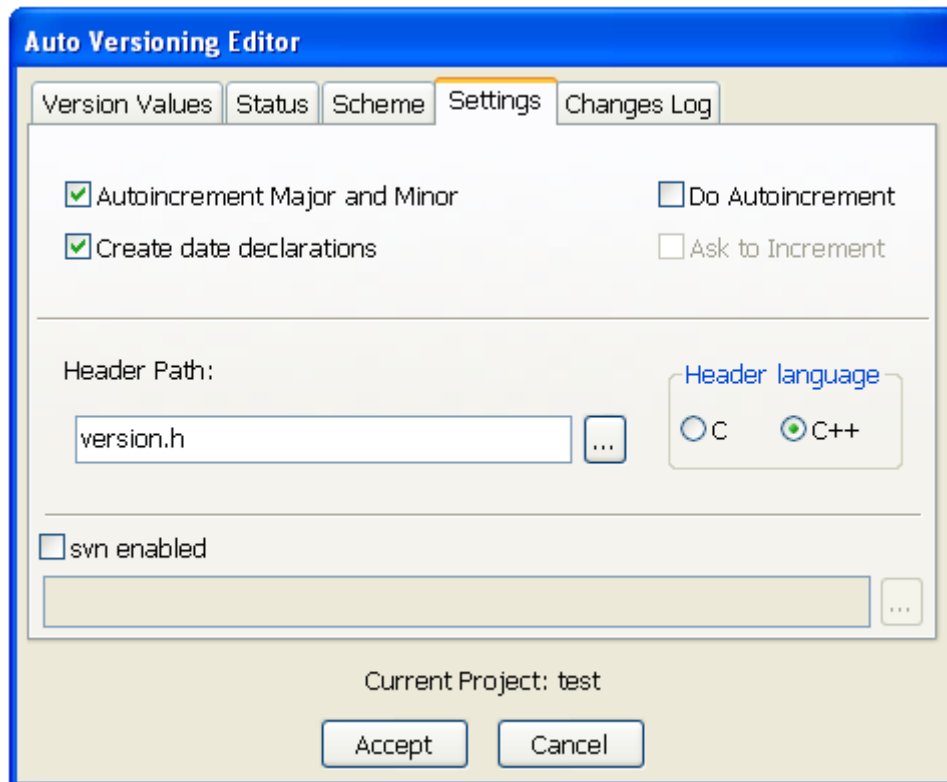 Auto Versioning Editor
Version Values Status Scheme Settings Changes Log
Autoincrement Major and Minor Do Autoincrement
Create date declarations Ask to Increment
Header Path: Header language
version.h ... C C++
svn enabled
...
Current Project: test
Accept Cancel